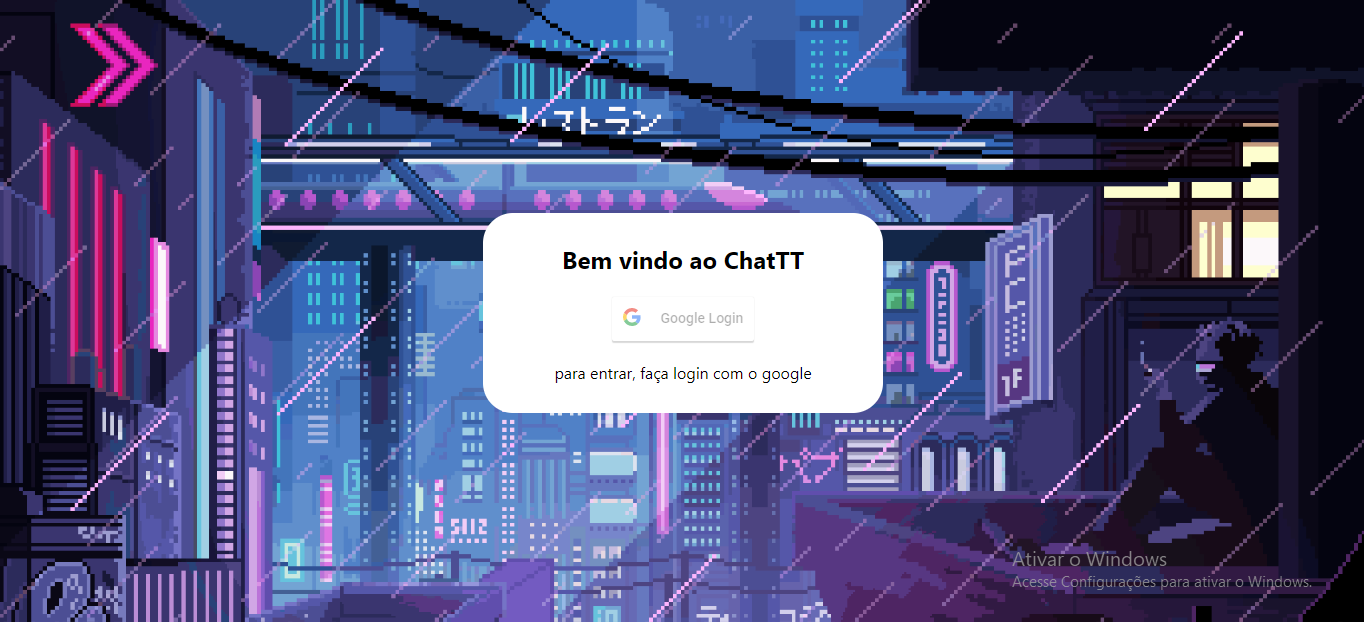 レストラン
Bem vindo ao ChatTT
Google Login
para entrar, faça login com o google
Ativar o Windows
Acesse Configurações para ativar o Windows.